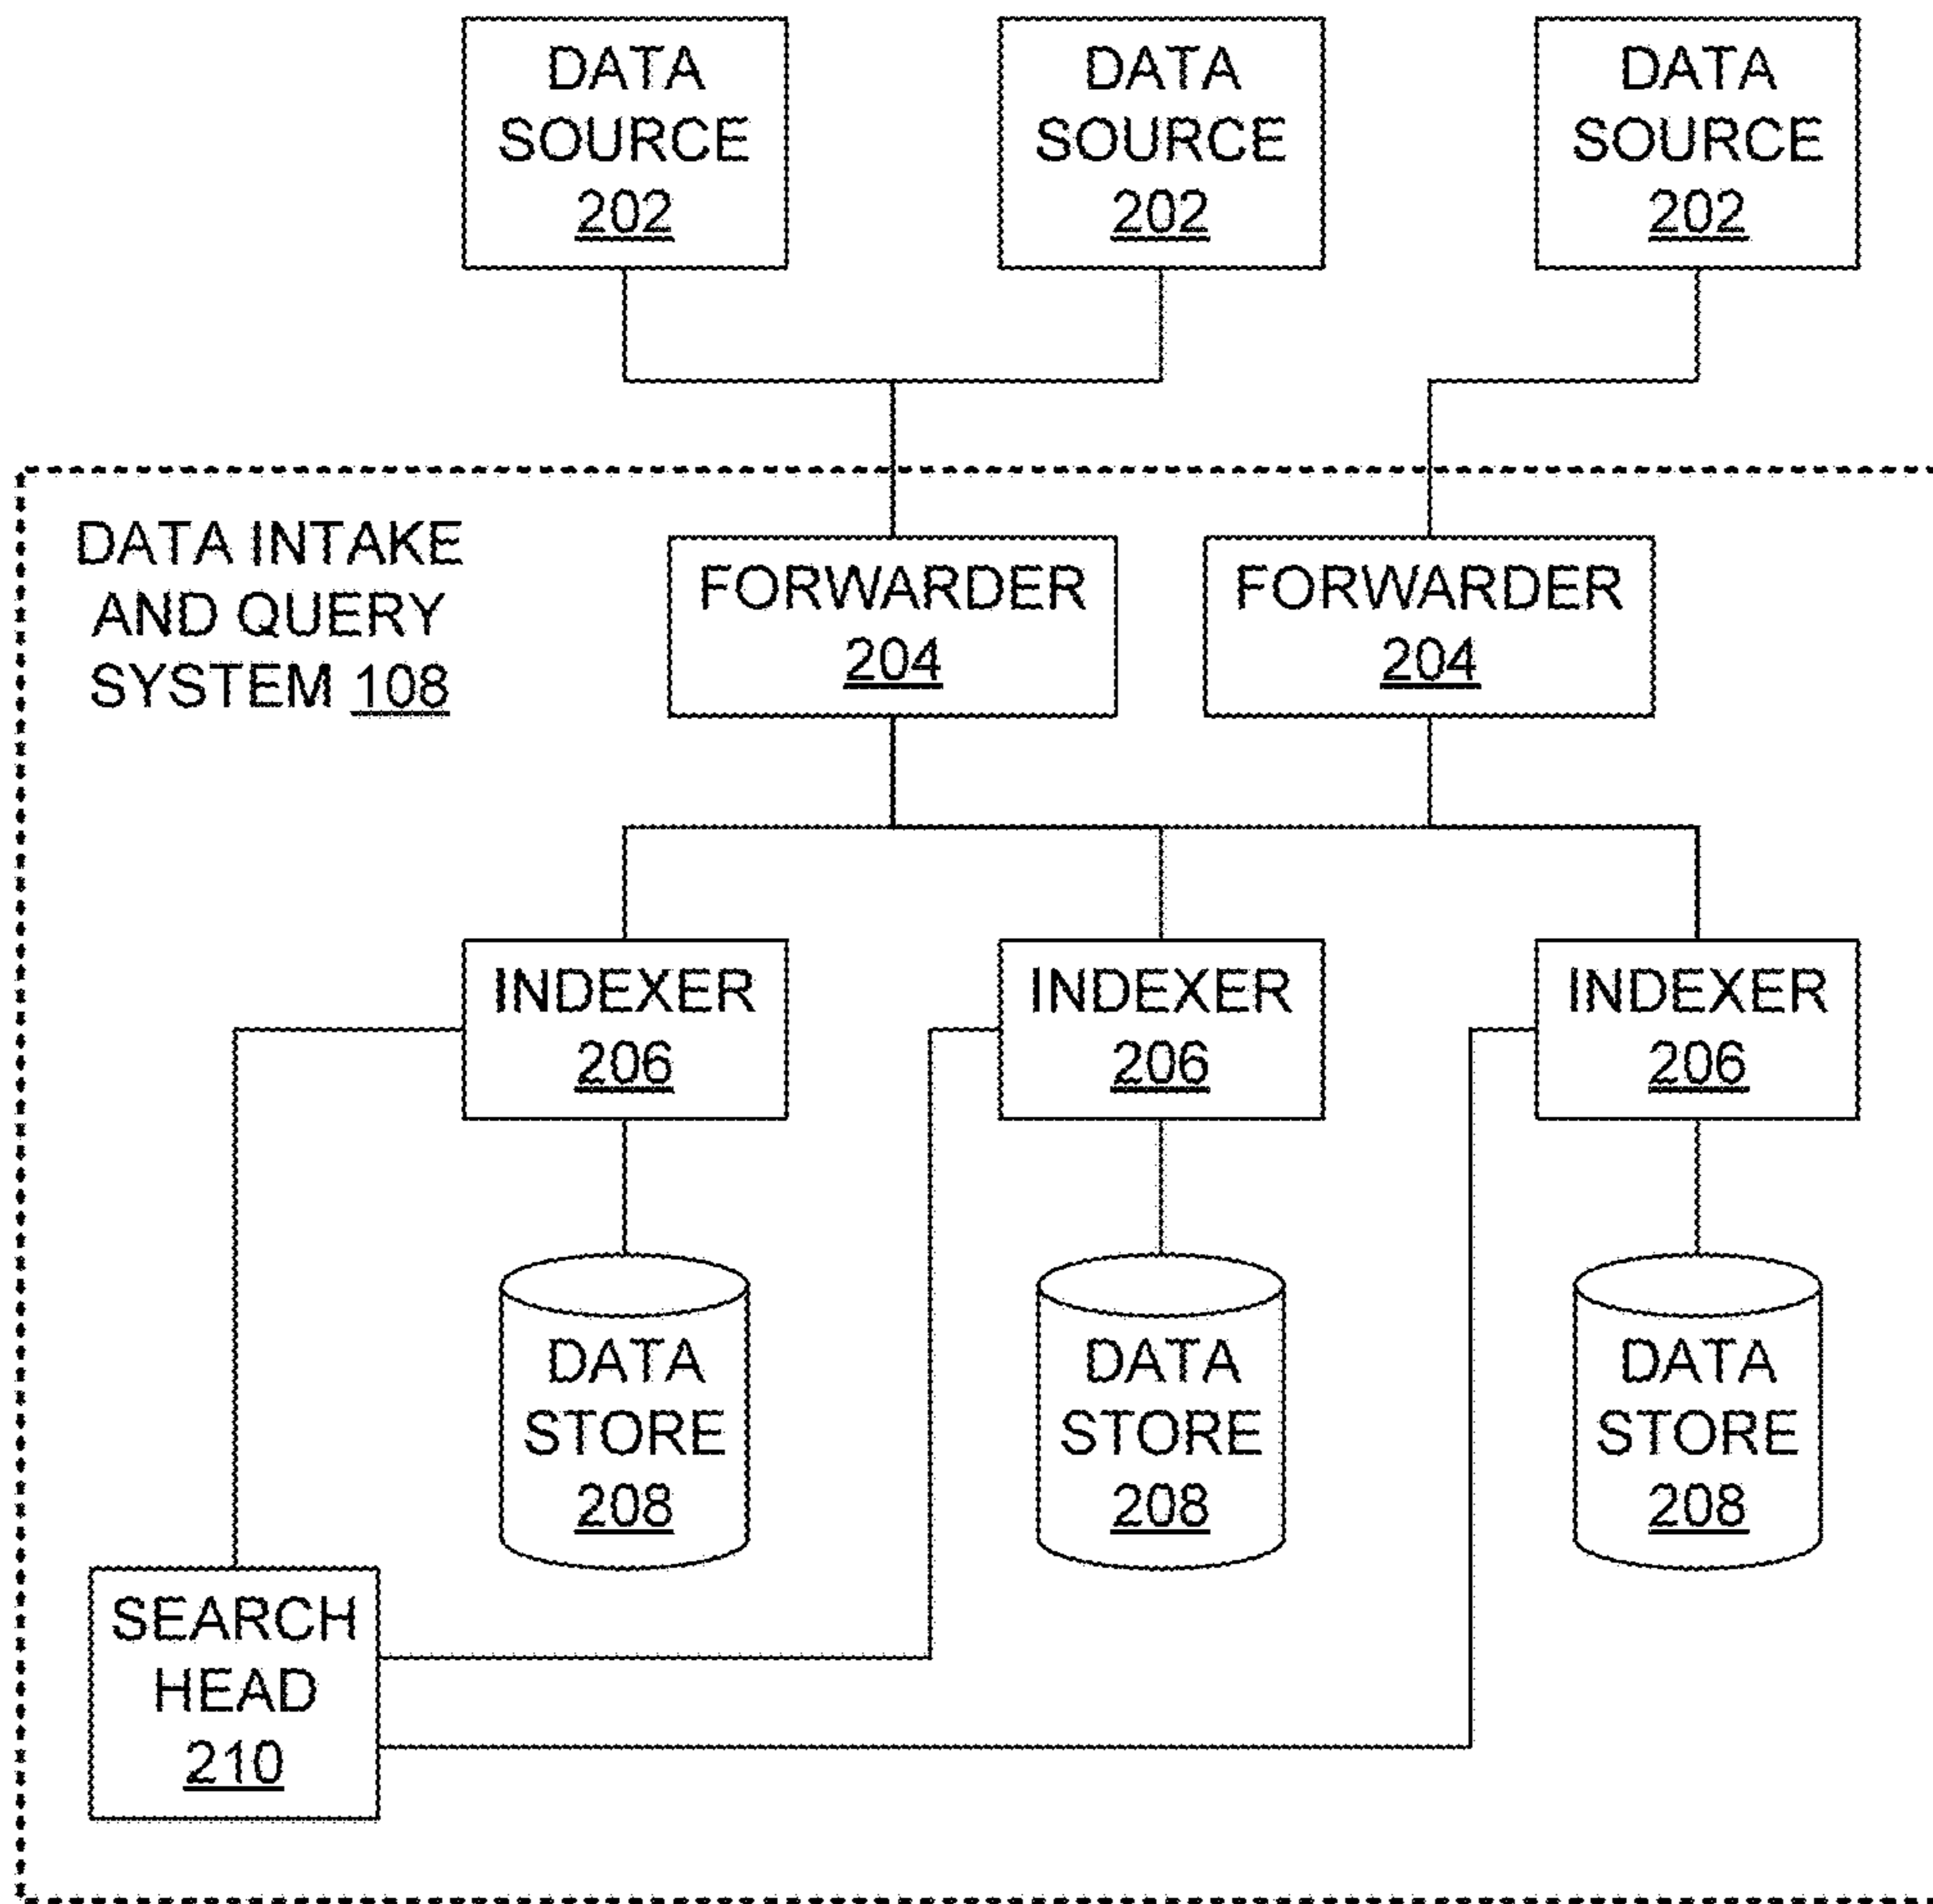 DATA
SOURCE
202
DATA
SOURCE
202
DATA
SOURCE
202
DATA INTAKE
AND QUERY
SYSTEM 108
FORWARDER
204
FORWARDER
204
INDEXER
206
INDEXER
206
INDEXER
206
DATA
STORE
208
DATA
STORE
208
DATA
STORE
208
SEARCH
HEAD
210